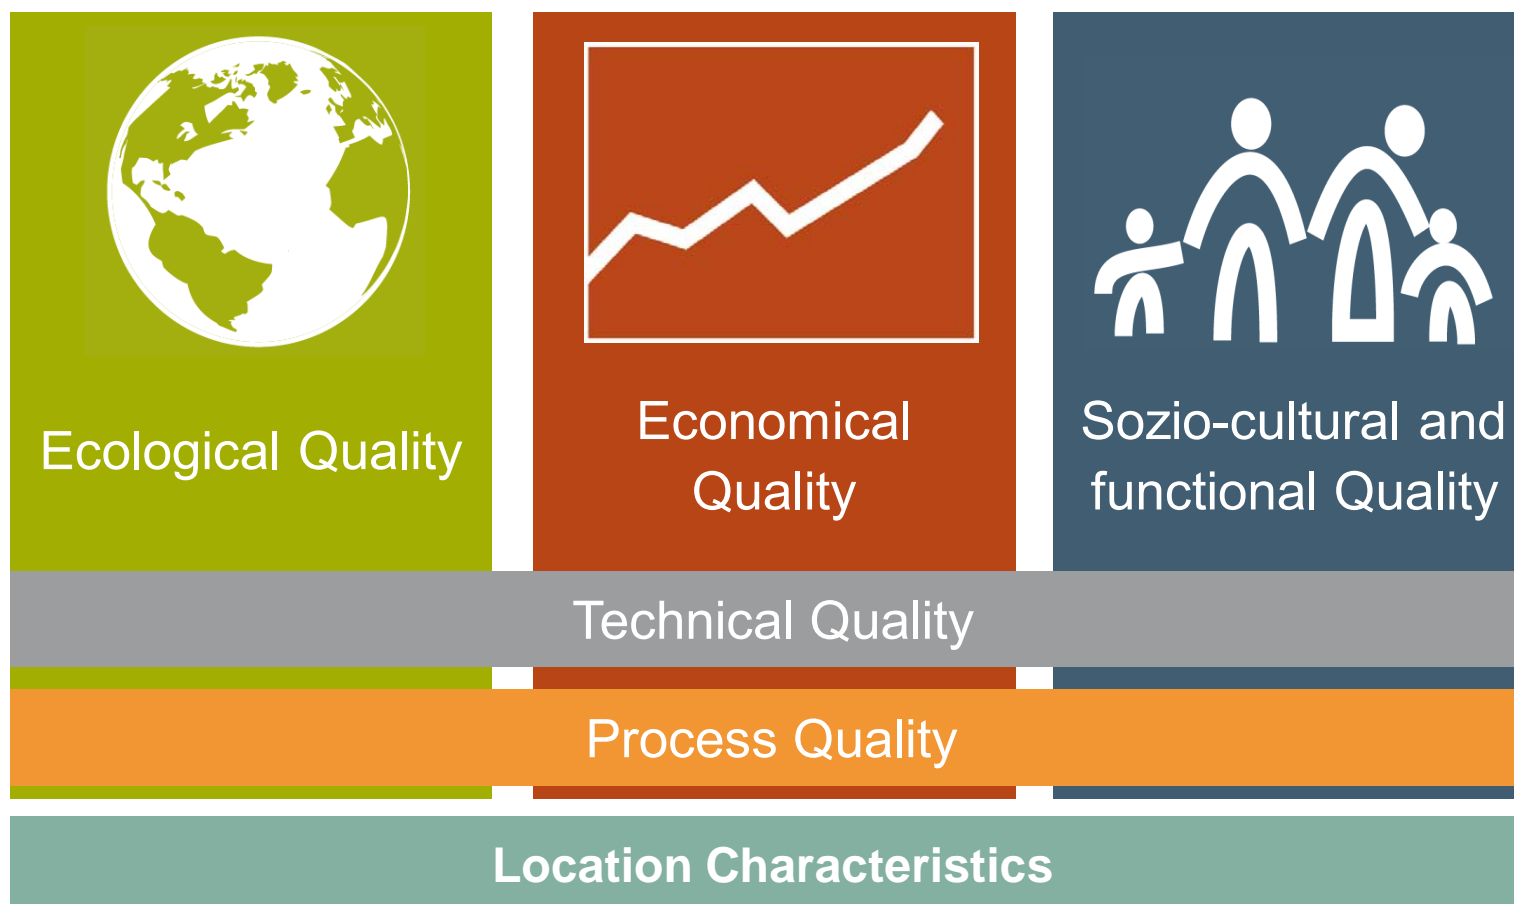 Ecological Quality
Economical
Quality
Sozio-cultural and
functional Quality
Technical Quality
Process Quality
Location Characteristics